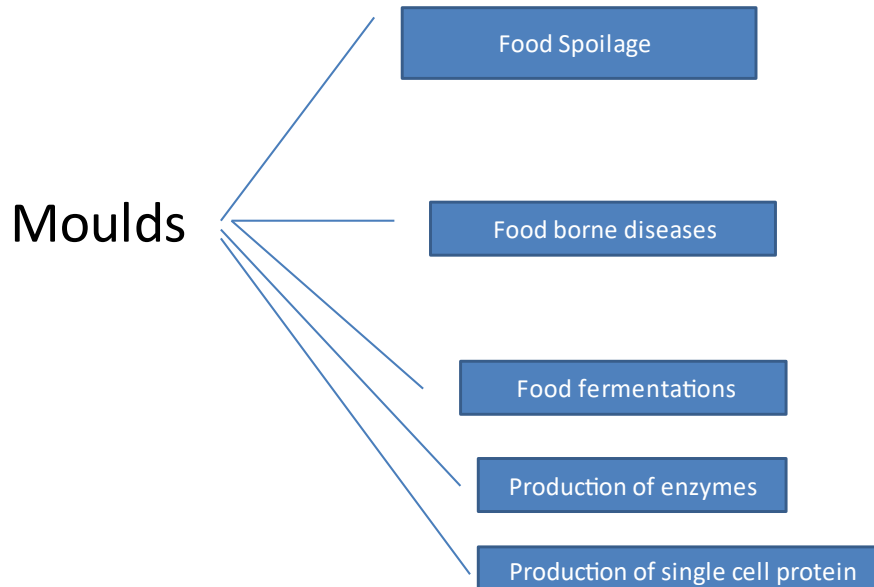 Food Spoilage
Moulds
Food borne diseases
Food fermentations
Production of enzymes
Production of single cell protein